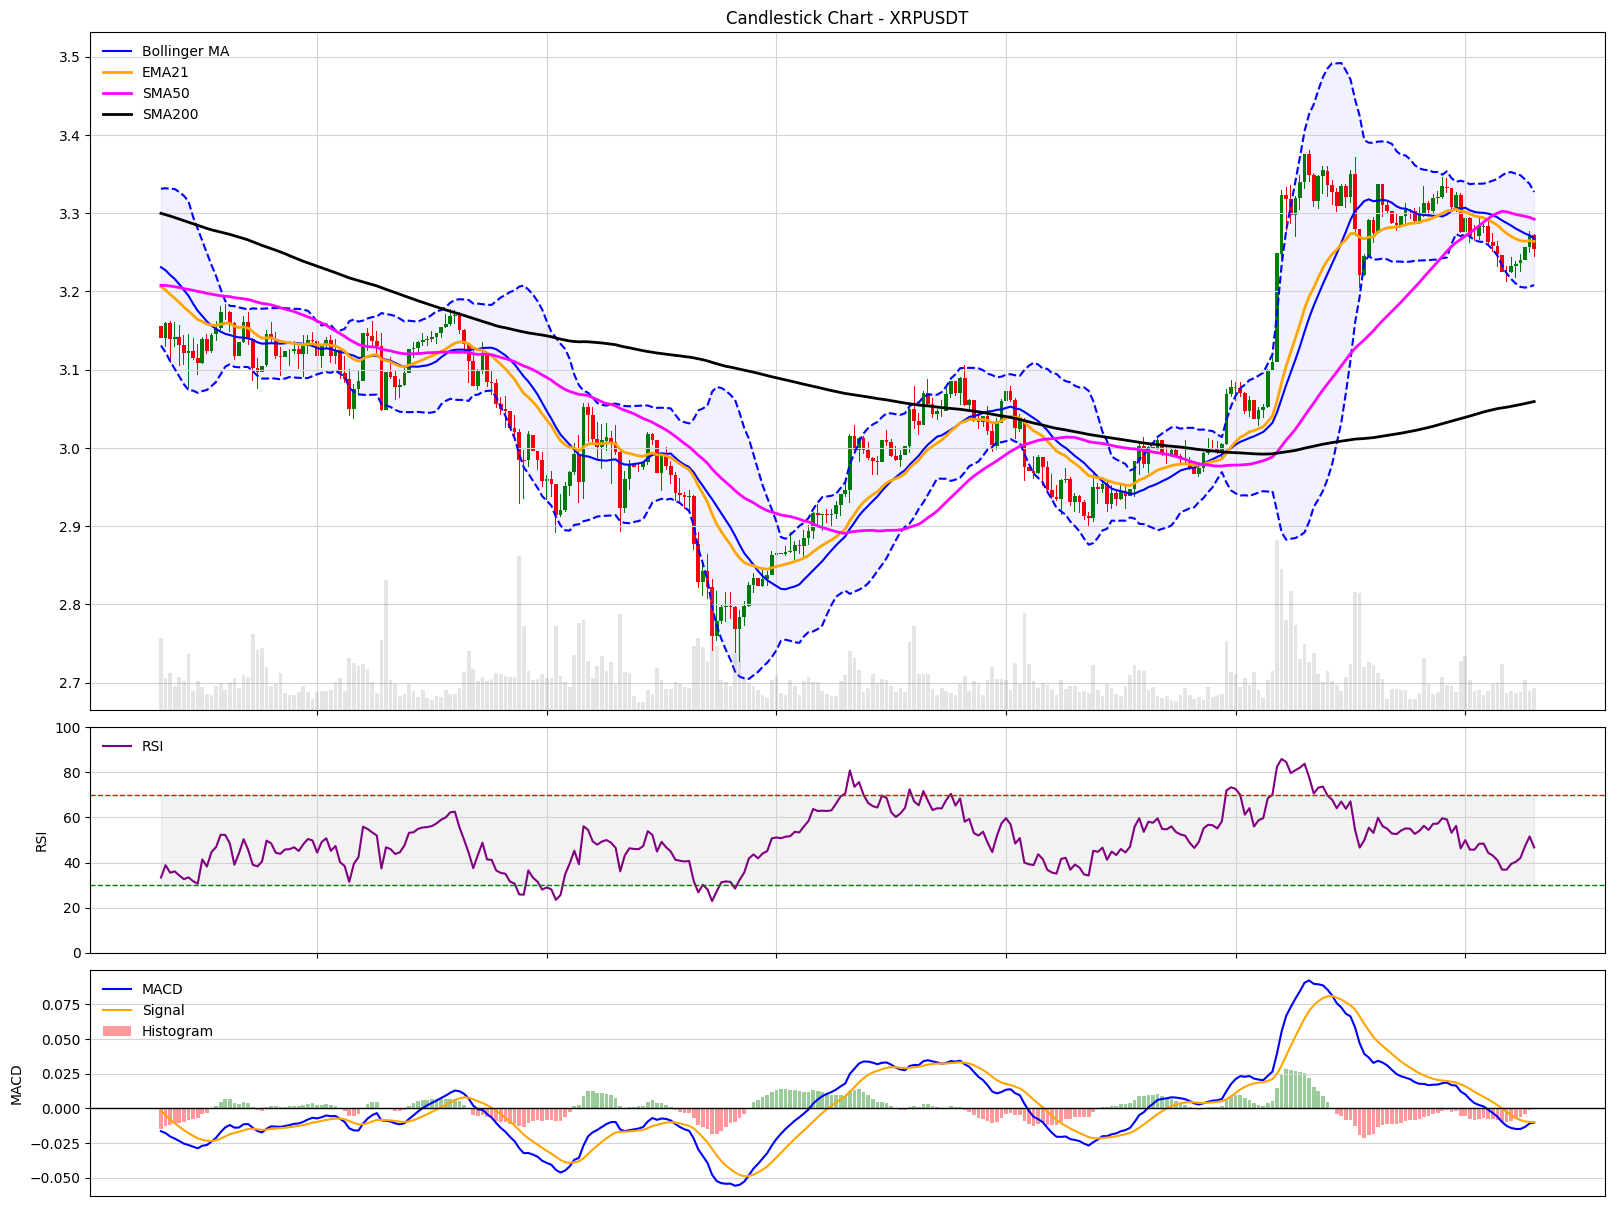 Candlestick Chart - XRPUSDT
Bollinger MA
EMA21
SMA50
SMA200
3.5
3.4
3.3
3.2
3.1
3.0
2.9
2.8
2.7
RSI
100
80
60
40
20
0
RSI
MACD
Signal
Histogram
0.075
0.050
0.025
0.000
−0.025
−0.050
MACD